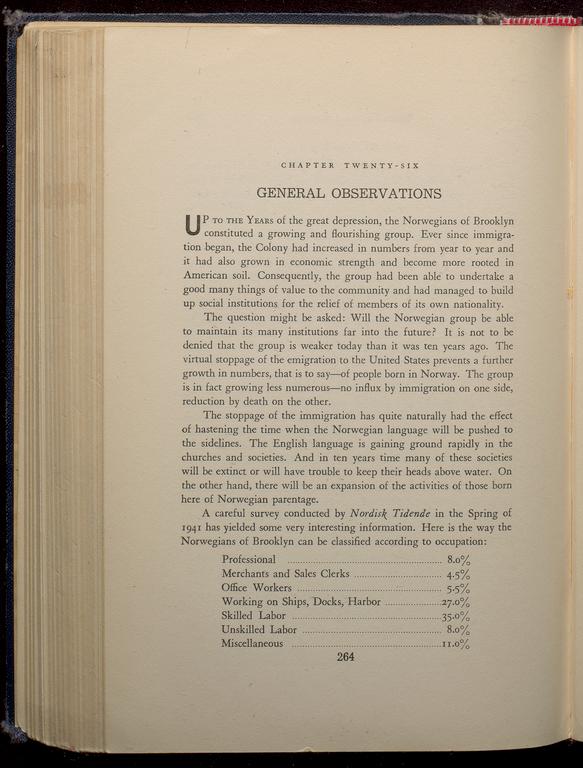 CHAPTER TWENTY-SIX
GENERAL OBSERVATIONS
UP TO THE YEARS of the great depression, the Norwegians of Brooklyn
constituted a growing and flourishing group. Ever since immigra-
tion began, the Colony had increased in numbers from year to year and
it had also grown in economic strength and become more rooted in
American soil. Consequently, the group had been able to undertake a
good many things of value to the community and had managed to build
up social institutions for the relief of members of its own nationality.
The question might be asked: Will the Norwegian group be able
to maintain its many institutions far into the future? It is not to be
denied that the group is weaker today than it was ten years ago. The
virtual stoppage of the emigration to the United States prevents a further
growth in numbers, that is to say—of people born in Norway. The group
is in fact growing less numerous—no influx by immigration on one side,
reduction by death on the other.
The stoppage of the immigration has quite naturally had the effect
of hastening the time when the Norwegian language will be pushed to
the sidelines. The English language is gaining ground rapidly in the
churches and societies. And in ten years time many of these societies
will be extinct or will have trouble to keep their heads above water. On
the other hand, there will be an expansion of the activities of those born
here of Norwegian parentage.
A careful survey conducted by Nordisk Tidende in the Spring of
1941 has yielded some very interesting information. Here is the way the
Norwegians of Brooklyn can be classified according to occupation:
Professional ........ 8.0%
Merchants and Sales Clerks ........ 4.5%
Office Workers ........ 5.5%
Working on Ships, Docks, Harbor ........ 27.0%
Skilled Labor ........ 35.0%
Unskilled Labor ........ 8.0%
Miscellaneous ........ 11.0%
264